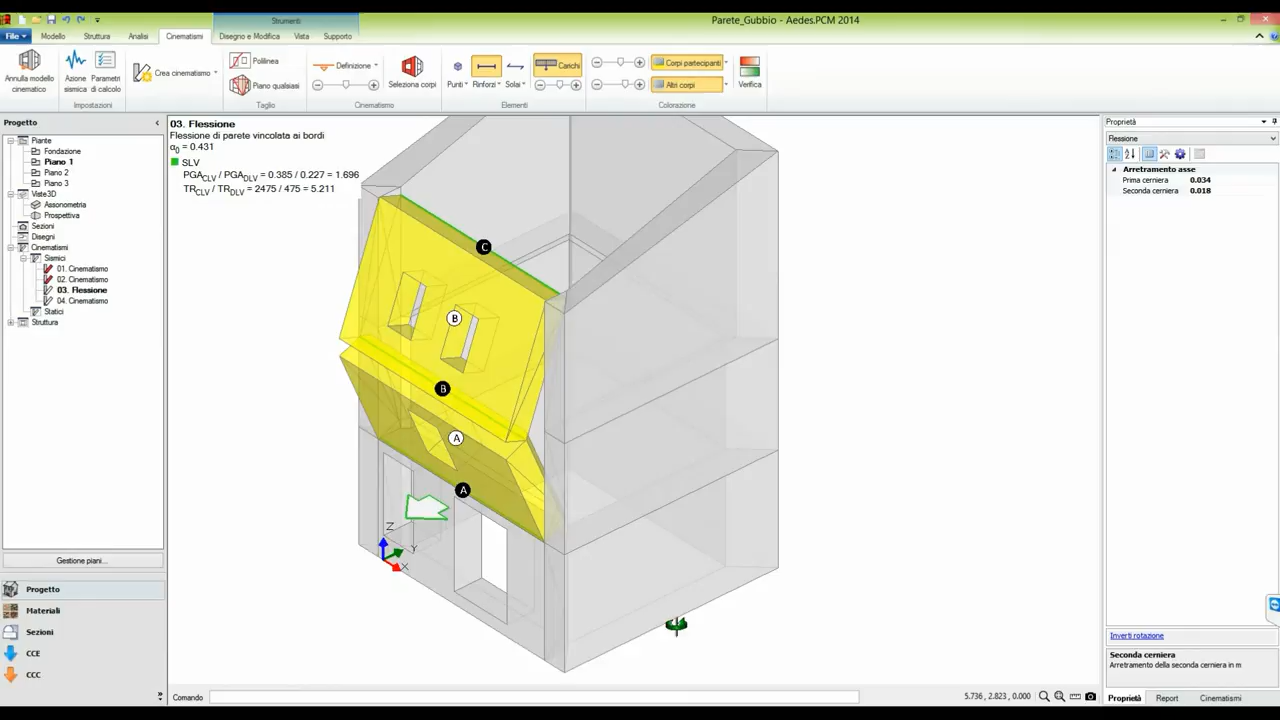 Strumenti
Parete_Gubbio - Aedes.PCM 2014
File
Modello
Struttura
Analisi
Cinematismi
Disegno e Modifica
Vista
Supporto
Annulla modello
cinematico
Azione
sismica
Parametri
di calcolo
Impostazioni
Crea cinematismo
Polilinea
Piano qualsiasi
Taglio
Definizione
Cinematismo
Seleziona corpi
Punti
Rinforzi
Solai
Carichi
Elementi
Corpi partecipanti
Altri corpi
Colorazione
Verifica
Progetto
Piante
Fondazione
Piano 1
Piano 2
Piano 3
Viste3D
Assonometria
Prospettiva
Sezioni
Disegni
Cinematismi
Sismici
01. Cinematismo
02. Cinematismo
03. Flessione
04. Cinematismo
Statici
Struttura
Gestione piani...
Progetto
Materiali
Sezioni
CCE
CCC
03. Flessione
Flessione di parete vincolata ai bordi
α0 = 0.431
SLV
PGACLV / PGADLV = 0.385 / 0.227 = 1.696
TRCLV / TRDLV = 2475 / 475 = 5.211
C
B
B
A
A
Z
Y
X
Comando
5.736 , 2.823 , 0.000
Proprietà
Flessione
Arretramento asse
Prima cerniera 0.034
Seconda cerniera 0.018
Inverti rotazione
Seconda cerniera
Arretramento della seconda cerniera in m
Proprietà
Report
Cinematismi